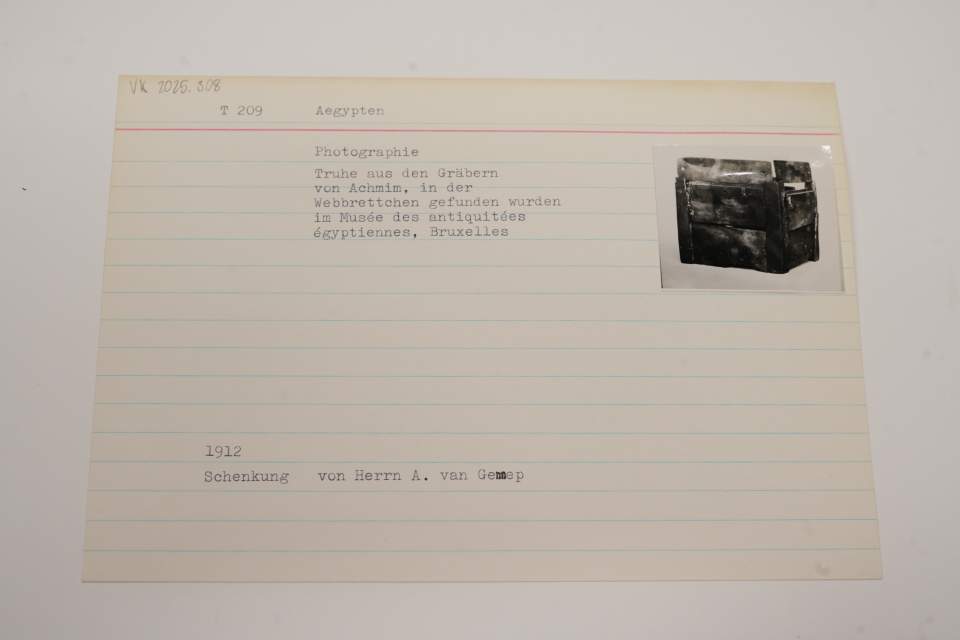 VK 2025.308
T 209 Aegypten
Photographie
Truhe aus den Gräbern
von Achmim, in der
Webbrettchen gefunden wurden
im Musée des antiquitées
égyptiennes, Bruxelles
1912
Schenkung von Herrn A. van Gennep